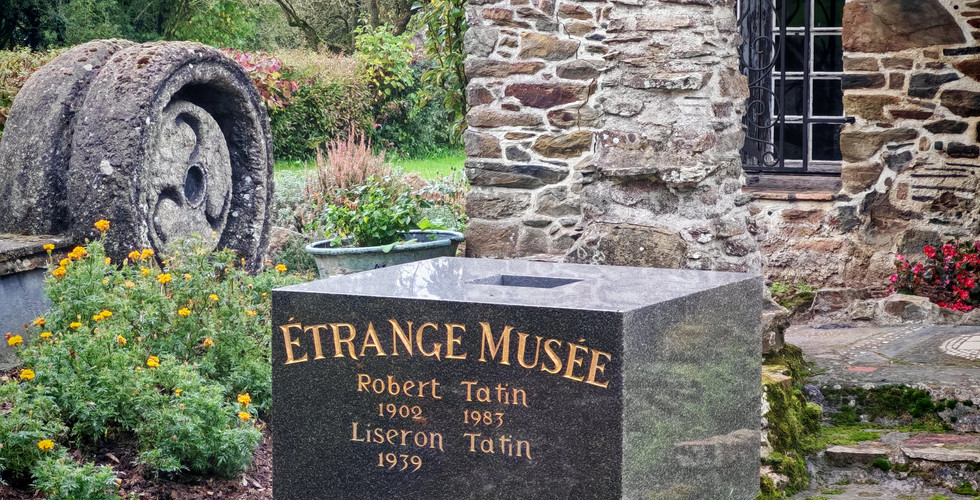 ÉTRANGE MUSÉE
Robert Tatin
1902 1983
Liseron Tatin
1939